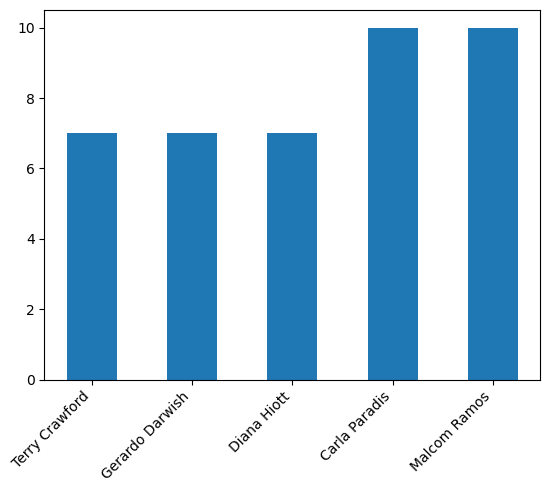 10
8
6
4
2
0
Terry Crawford
Gerardo Darwish
Diana Hiott
Carla Paradis
Malcom Ramos